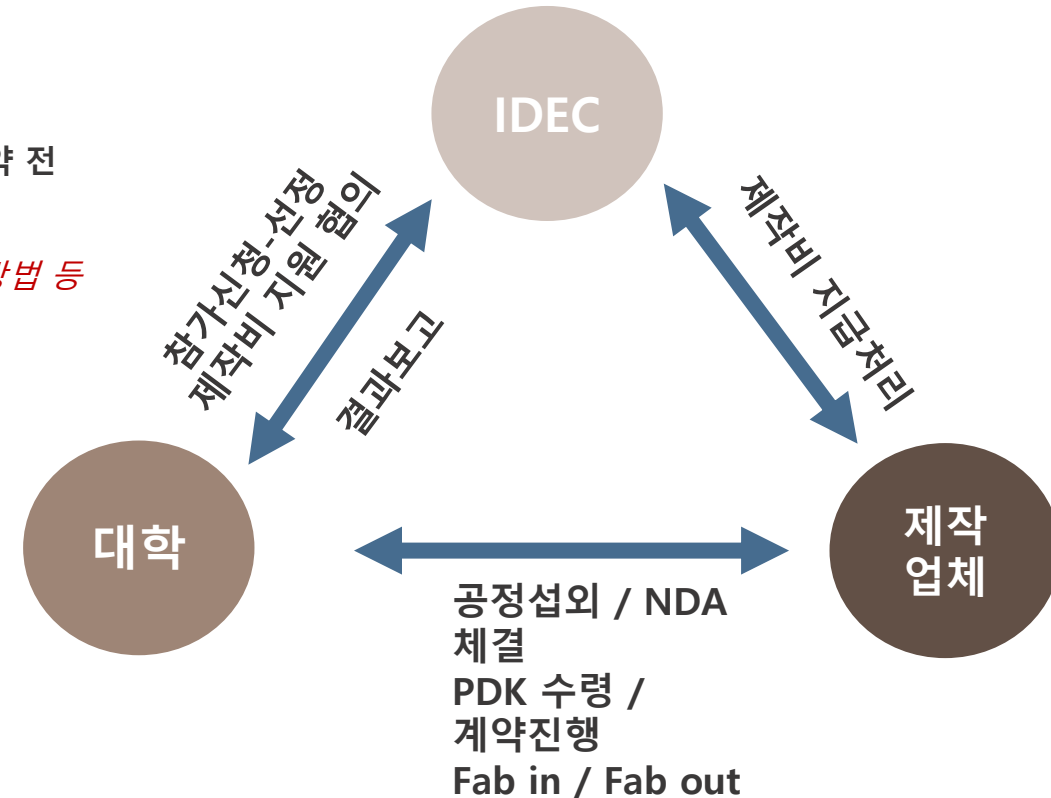 IDEC
전
방법 등
참가신청-선정
제작비 지원 협의
결과보고
제작비 지급처리
대학
제작
업체
공정섭외 / NDA
체결
PDK 수령 /
계약진행
Fab in / Fab out